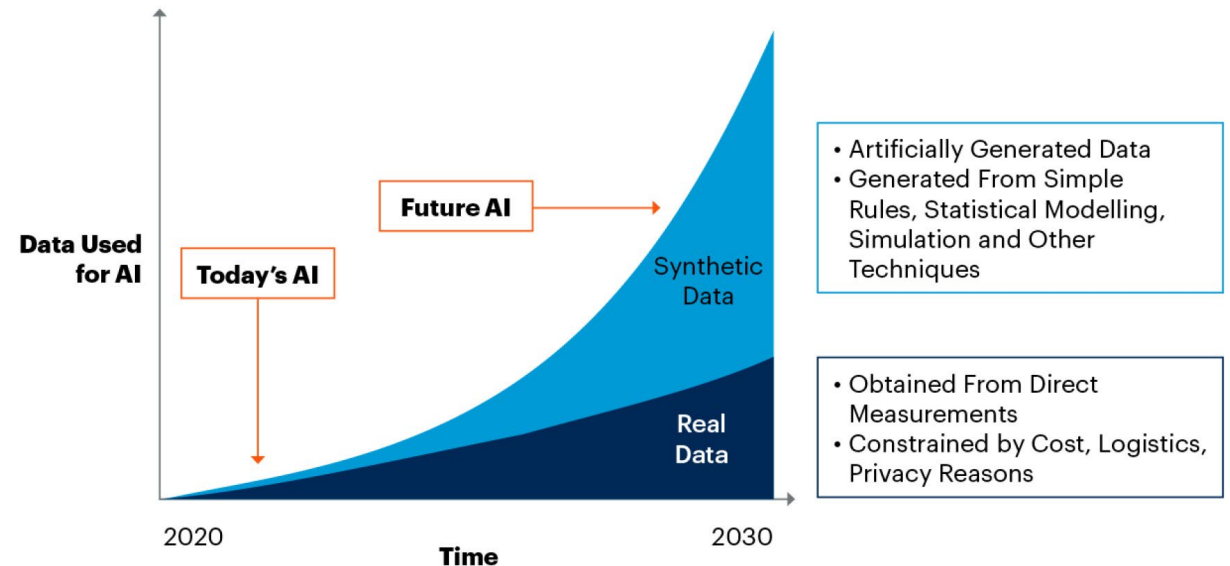 Data Used
for AI
Today's AI
Future AI
Synthetic
Data
Real
Data
• Artificially Generated Data
• Generated From Simple
Rules, Statistical Modelling,
Simulation and Other
Techniques
• Obtained From Direct
Measurements
• Constrained by Cost, Logistics,
Privacy Reasons
2020
2030
Time